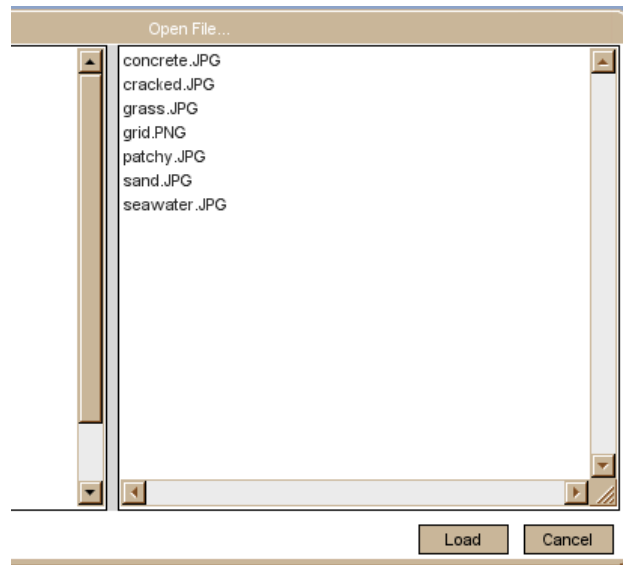 Open File...
concrete.JPG
cracked.JPG
grass.JPG
grid.PNG
patchy.JPG
sand.JPG
seawater.JPG
Load Cancel